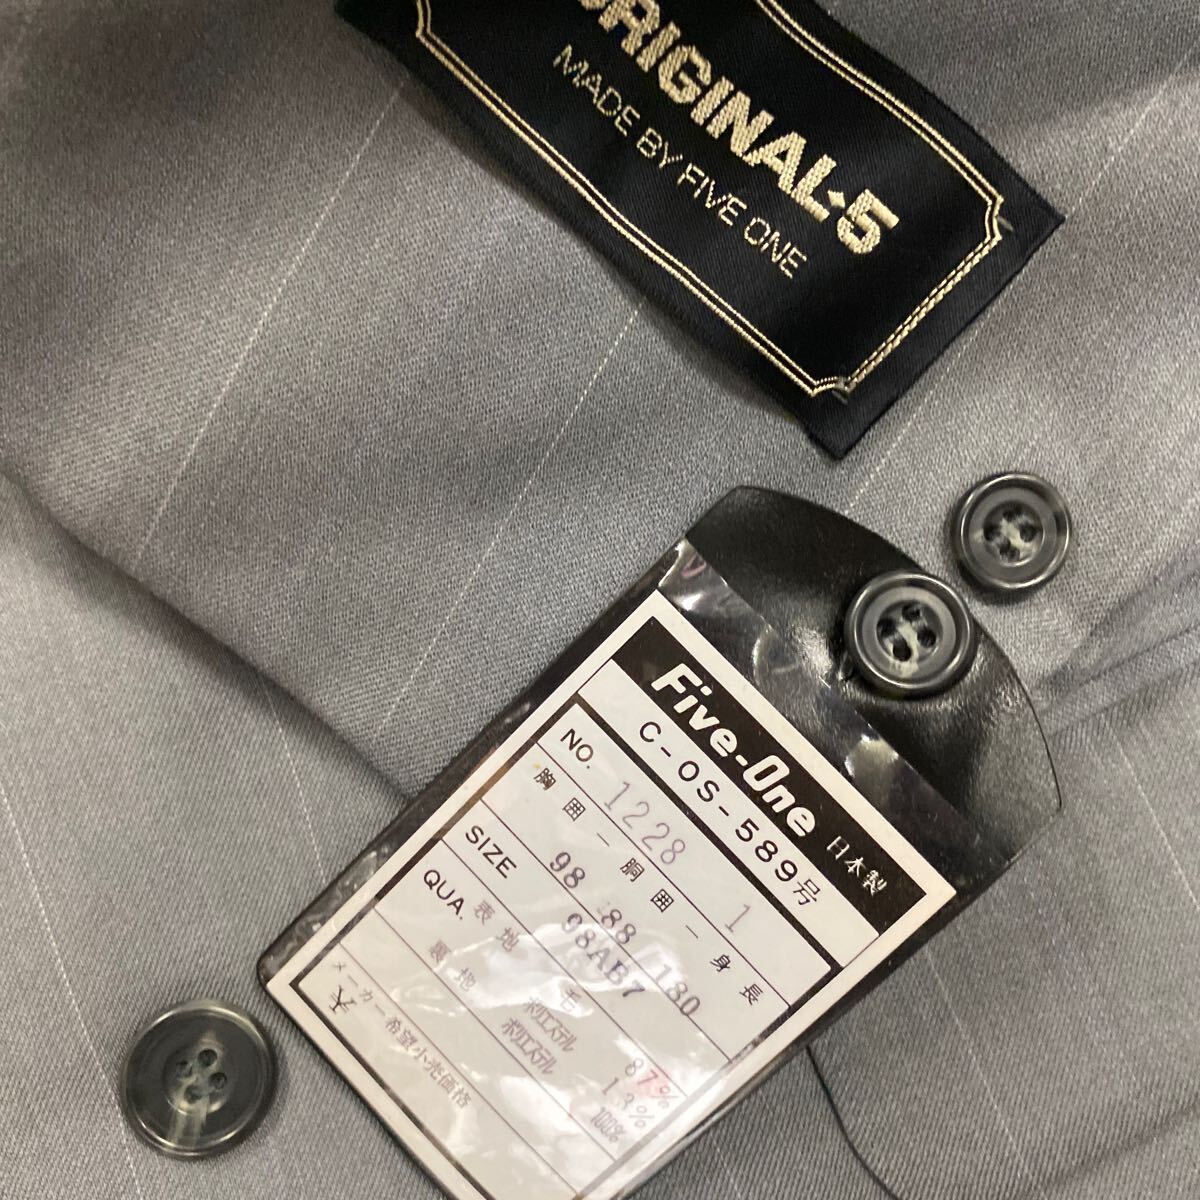 ORIGINAL·5
MADE BY FIVE ONE
Five-One 日本製
C-OS-589号
NO. 1228 1
胸囲 — 胴囲 — 身長
SIZE 98 88 180
98AB7
QUA. 表地 毛 87%
ポリエステル 13%
裏地 ポリエステル 100%
メーカー希望小売価格
¥